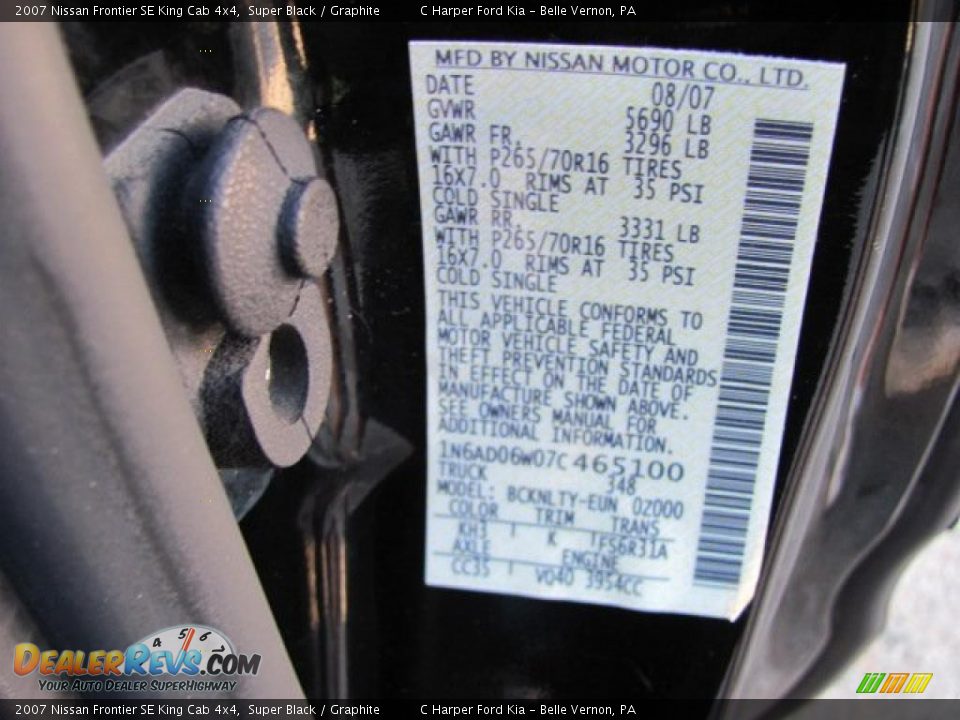 2007 Nissan Frontier SE King Cab 4x4, Super Black / Graphite C Harper Ford Kia - Belle Vernon, PA
MFD BY NISSAN MOTOR CO., LTD.
DATE 08/07
GVWR 5690 LB
GAWR FR. 3296 LB
WITH P265/70R16 TIRES
16X7.0 RIMS AT 35 PSI
COLD SINGLE
GAWR RR. 3331 LB
WITH P265/70R16 TIRES
16X7.0 RIMS AT 35 PSI
COLD SINGLE
THIS VEHICLE CONFORMS TO
ALL APPLICABLE FEDERAL
MOTOR VEHICLE SAFETY AND
THEFT PREVENTION STANDARDS
IN EFFECT ON THE DATE OF
MANUFACTURE SHOWN ABOVE.
SEE OWNERS MANUAL FOR
ADDITIONAL INFORMATION.
1N6AD06W07C465100
TRUCK 348
MODEL: BCKNLTY-EUN 0Z000
COLOR TRIM TRANS
KH3 K FS6R31A
AXLE ENGINE
CC35 VQ40 3954CC
4 5 6
DEALERREVS.COM
YOUR AUTO DEALER SUPERHIGHWAY
2007 Nissan Frontier SE King Cab 4x4, Super Black / Graphite C Harper Ford Kia - Belle Vernon, PA